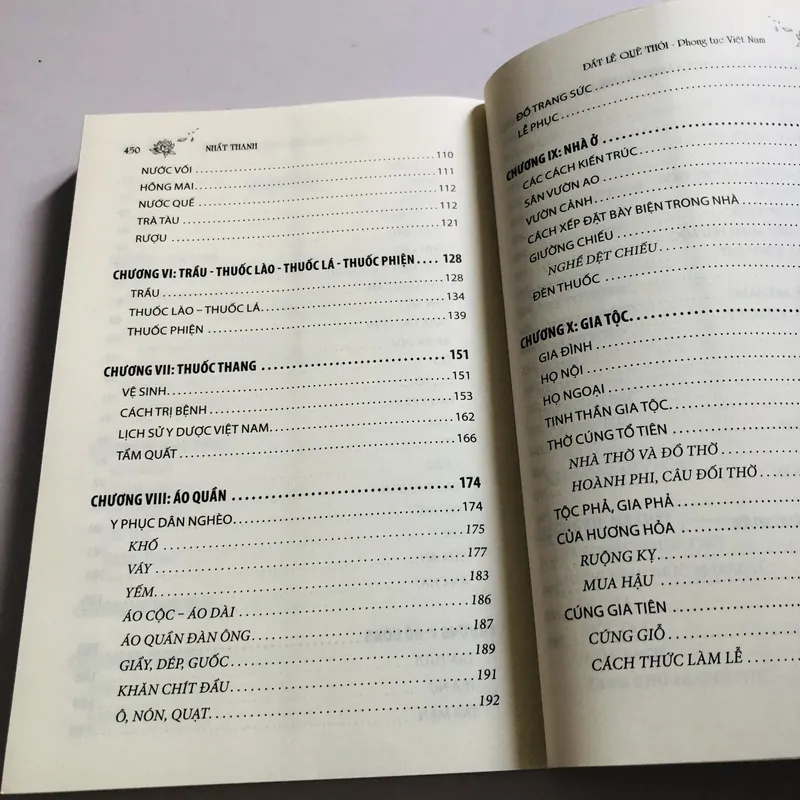 450 NHẤT THANH
NƯỚC VỐI 110
HỒNG MAI 111
NƯỚC QUẾ 112
TRÀ TÀU 112
RƯỢU 121
CHƯƠNG VI: TRẦU - THUỐC LÀO - THUỐC LÁ - THUỐC PHIỆN 128
TRẦU 128
THUỐC LÀO – THUỐC LÁ 134
THUỐC PHIỆN 139
CHƯƠNG VII: THUỐC THANG 151
VỆ SINH 151
CÁCH TRỊ BỆNH 153
LỊCH SỬ Y DƯỢC VIỆT NAM 162
TẨM QUẤT 166
CHƯƠNG VIII: ÁO QUẦN 174
Y PHỤC DÂN NGHÈO 174
KHỐ 175
VÁY 177
YẾM 183
ÁO CỘC – ÁO DÀI 186
ÁO QUẦN ĐÀN ÔNG 187
GIẦY, DÉP, GUỐC 189
KHĂN CHÍT ĐẦU 191
Ô, NÓN, QUẠT 192
ĐẤT LỀ QUÊ THÓI - Phong tục Việt Nam
ĐỒ TRANG SỨC
LỄ PHỤC
CHƯƠNG IX: NHÀ Ở
CÁC CÁCH KIẾN TRÚC
SÂN VƯỜN AO
VƯỜN CẢNH
CÁCH XẾP ĐẶT BÀY BIỆN TRONG NHÀ
GIƯỜNG CHIẾU
NGHỀ DỆT CHIẾU
ĐÈN THUỐC
CHƯƠNG X: GIA TỘC
GIA ĐÌNH
HỌ NỘI
HỌ NGOẠI
TINH THẦN GIA TỘC
THỜ CÚNG TỔ TIÊN
NHÀ THỜ VÀ ĐỒ THỜ
HOÀNH PHI, CÂU ĐỐI THỜ
TỘC PHẢ, GIA PHẢ
CỦA HƯƠNG HỎA
RUỘNG KỴ
MUA HẬU
CÚNG GIA TIÊN
CÚNG GIỖ
CÁCH THỨC LÀM LỄ